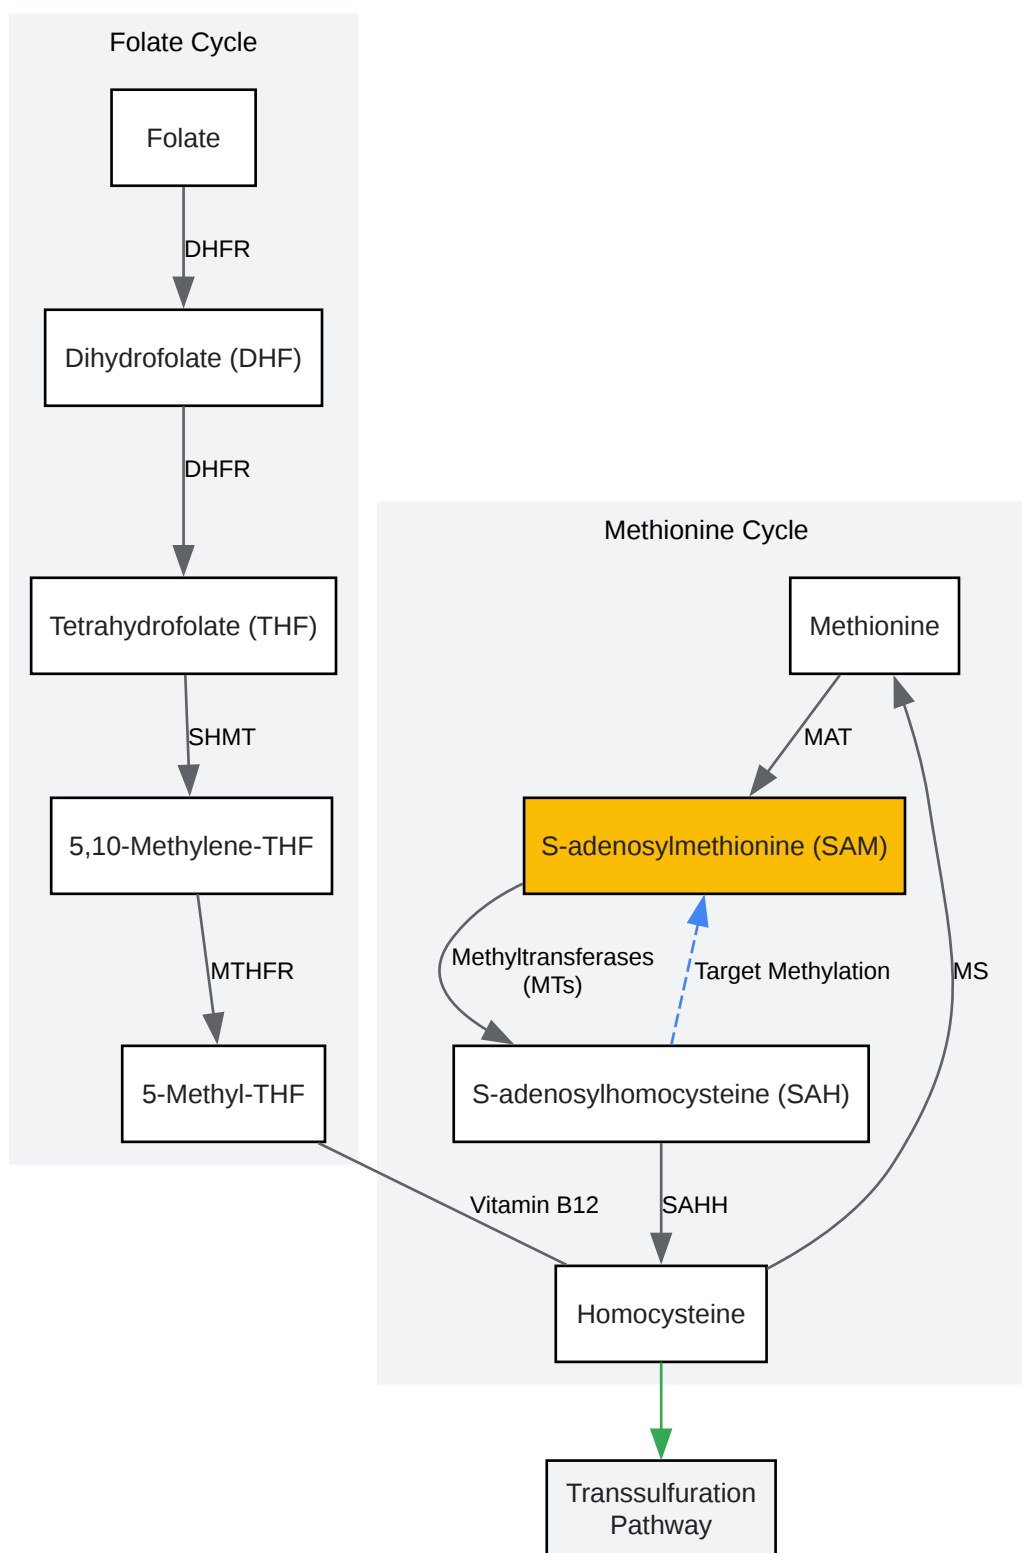 Folate Cycle
Folate
DHFR
Dihydrofolate (DHF)
DHFR
Tetrahydrofolate (THF)
SHMT
5,10-Methylene-THF
MTHFR
5-Methyl-THF
Vitamin B12
Methionine Cycle
Methionine
MAT
S-adenosylmethionine (SAM)
Methyltransferases
(MTs)
Target Methylation
MS
S-adenosylhomocysteine (SAH)
SAHH
Homocysteine
Transsulfuration
Pathway